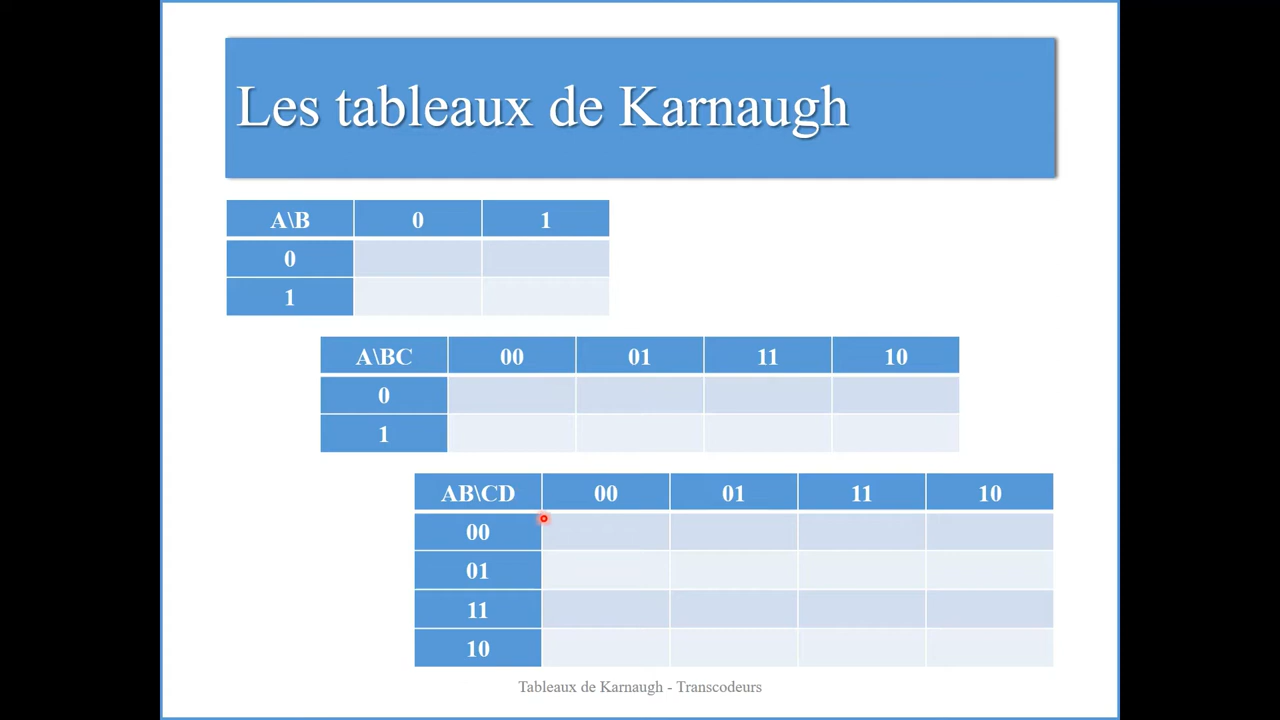 Les tableaux de Karnaugh
A\B 0 1
0
1
A\BC 00 01 11 10
0
1
AB\CD 00 01 11 10
00
01
11
10
Tableaux de Karnaugh - Transcodeurs